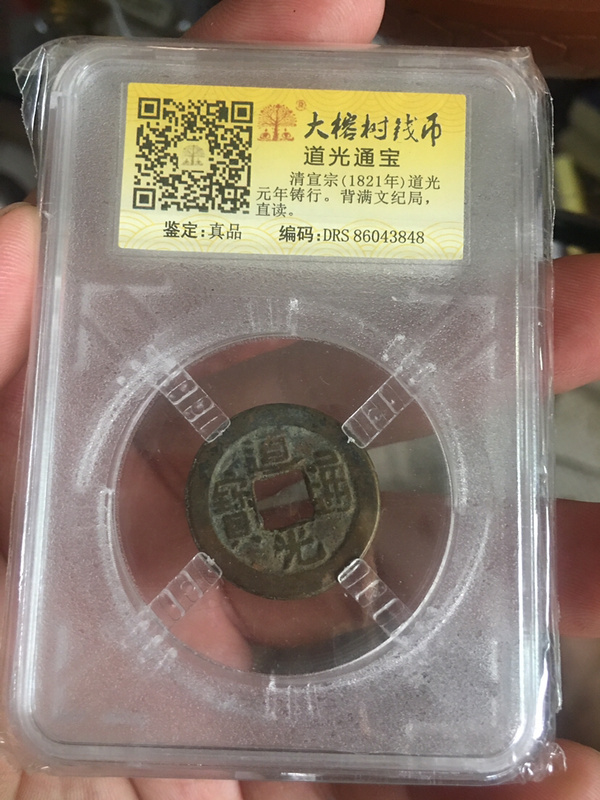 大榕树钱币
道光通宝
清宣宗(1821年)道光
元年铸行。背满文纪局，
直读。
鉴定:真品
编码:DRS 86043848
道光通寳